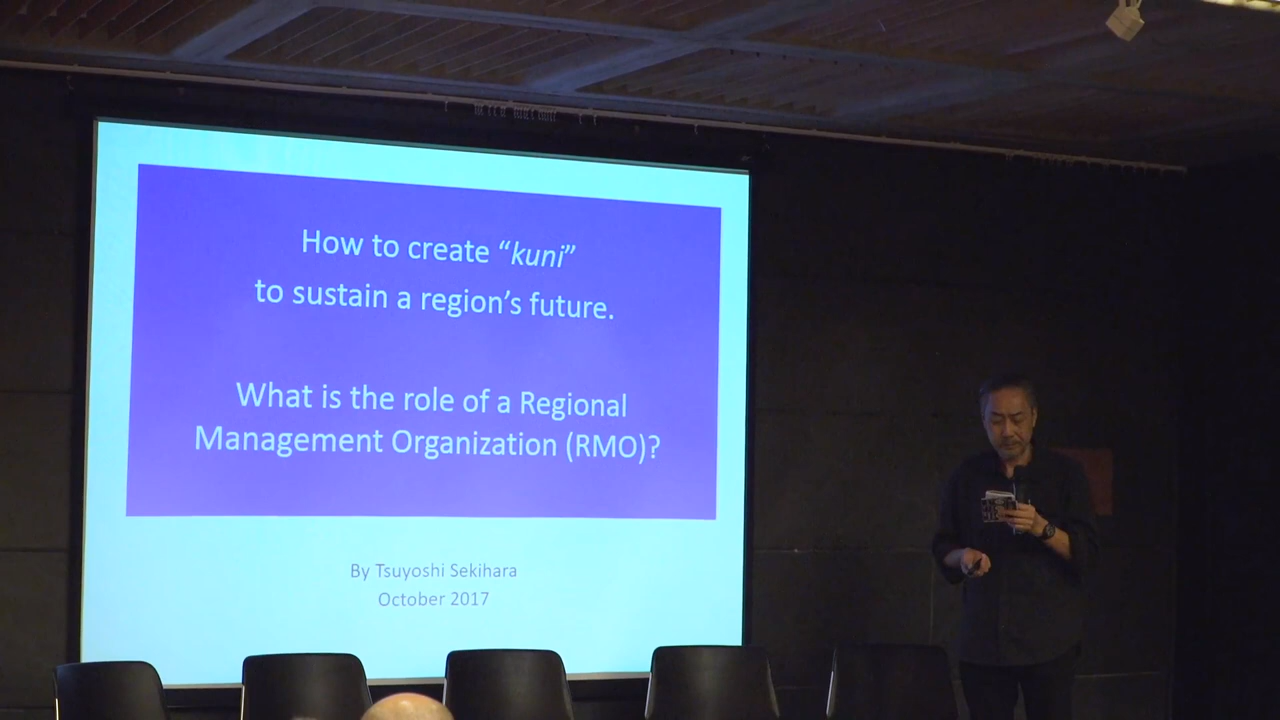 How to create “kuni”
to sustain a region’s future.
What is the role of a Regional
Management Organization (RMO)?
By Tsuyoshi Sekihara
October 2017